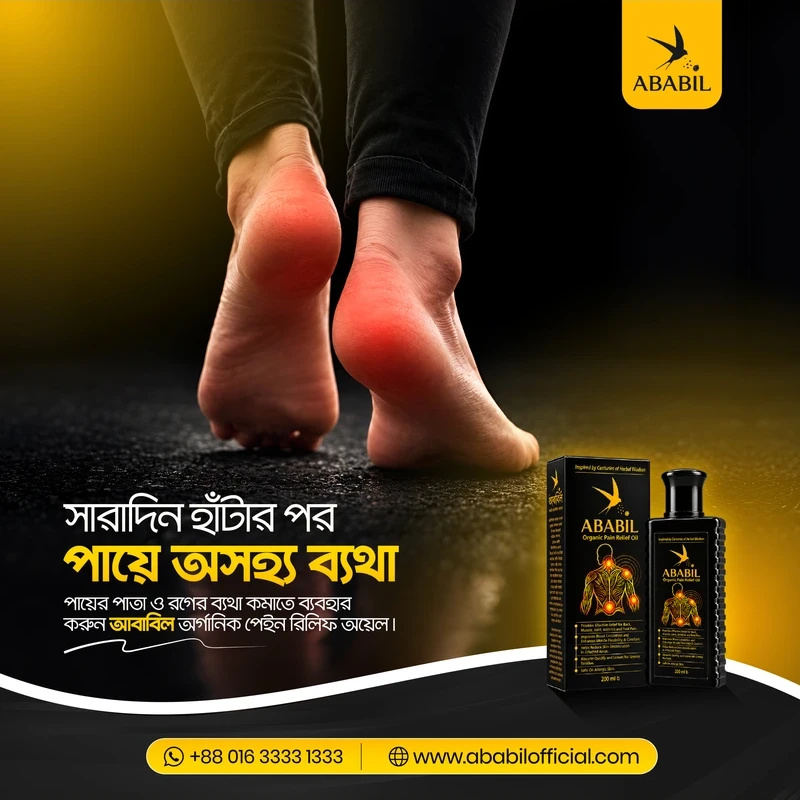 ABABIL
সারাদিন হাঁটার পর
পায়ে অসহ্য ব্যথা
পায়ের পাতা ও রগের ব্যথা কমাতে ব্যবহার
করুন আবাবিল অর্গানিক পেইন রিলিফ অয়েল।
Inspired by Centuries of Herbal Wisdom
ABABIL
Organic Pain Relief Oil
200 ml
ABABIL
Organic Pain Relief Oil
200 ml
+88 016 3333 1333
www.ababilofficial.com